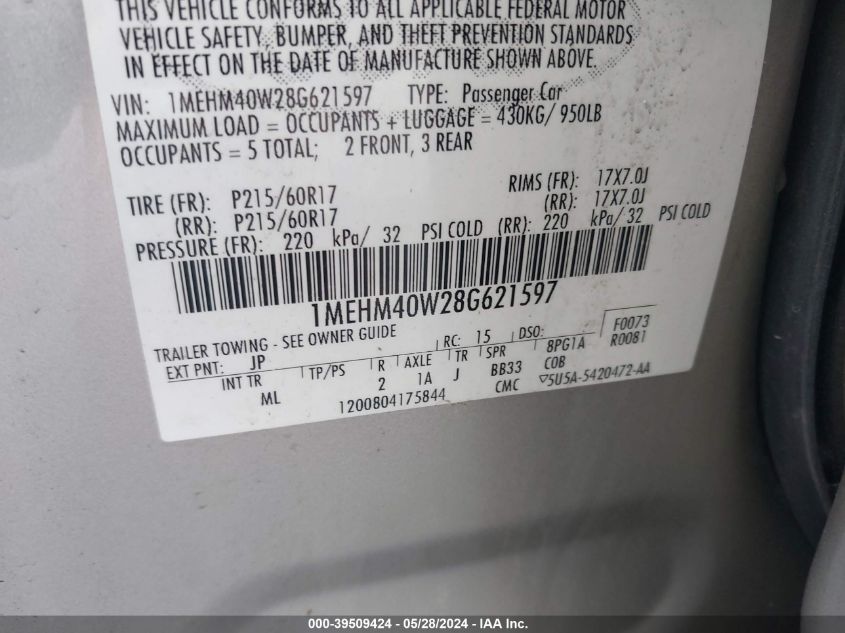 THIS VEHICLE CONFORMS TO ALL APPLICABLE FEDERAL MOTOR
VEHICLE SAFETY, BUMPER, AND THEFT PREVENTION STANDARDS
IN EFFECT ON THE DATE OF MANUFACTURE SHOWN ABOVE.
VIN: 1MEHM40W28G621597 TYPE: Passenger Car
MAXIMUM LOAD = OCCUPANTS + LUGGAGE = 430KG/ 950LB
OCCUPANTS = 5 TOTAL; 2 FRONT, 3 REAR
TIRE (FR): P215/60R17 RIMS (FR): 17X7.0J
(RR): P215/60R17 (RR): 17X7.0J
PRESSURE (FR): 220 kPa/ 32 PSI COLD (RR): 220 kPa/ 32 PSI COLD
1MEHM40W28G621597
TRAILER TOWING - SEE OWNER GUIDE RC: 15 DSO: F0073
EXT PNT: JP 8PG1A R0081
INT TR TP/PS R AXLE TR SPR COB
ML 2 1A J BB33 CMC ▽5U5A-5420472-AA
1200804175844
000-39509424 - 05/28/2024 - IAA Inc.